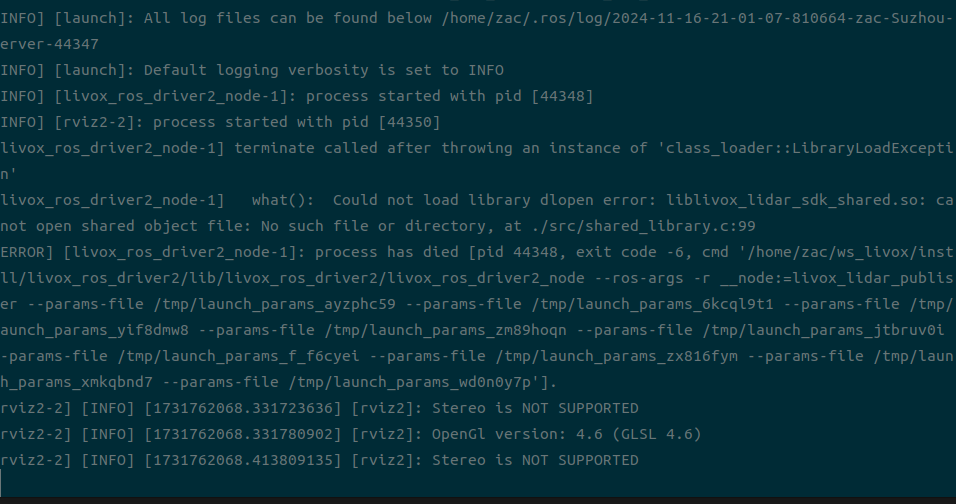 INFO] [launch]: All log files can be found below /home/zac/.ros/log/2024-11-16-21-01-07-810664-zac-Suzhou-
erver-44347
INFO] [launch]: Default logging verbosity is set to INFO
INFO] [livox_ros_driver2_node-1]: process started with pid [44348]
INFO] [rviz2-2]: process started with pid [44350]
livox_ros_driver2_node-1] terminate called after throwing an instance of 'class_loader::LibraryLoadExcepti
n'
livox_ros_driver2_node-1]   what():  Could not load library dlopen error: liblivox_lidar_sdk_shared.so: ca
not open shared object file: No such file or directory, at ./src/shared_library.c:99
ERROR] [livox_ros_driver2_node-1]: process has died [pid 44348, exit code -6, cmd '/home/zac/ws_livox/inst
ll/livox_ros_driver2/lib/livox_ros_driver2/livox_ros_driver2_node --ros-args -r __node:=livox_lidar_publis
er --params-file /tmp/launch_params_ayzphc59 --params-file /tmp/launch_params_6kcql9t1 --params-file /tmp/
aunch_params_yif8dmw8 --params-file /tmp/launch_params_zm89hoqn --params-file /tmp/launch_params_jtbruv0i
-params-file /tmp/launch_params_f_f6cyei --params-file /tmp/launch_params_zx816fym --params-file /tmp/laun
h_params_xmkqbnd7 --params-file /tmp/launch_params_wd0n0y7p'].
rviz2-2] [INFO] [1731762068.331723636] [rviz2]: Stereo is NOT SUPPORTED
rviz2-2] [INFO] [1731762068.331780902] [rviz2]: OpenGl version: 4.6 (GLSL 4.6)
rviz2-2] [INFO] [1731762068.413809135] [rviz2]: Stereo is NOT SUPPORTED